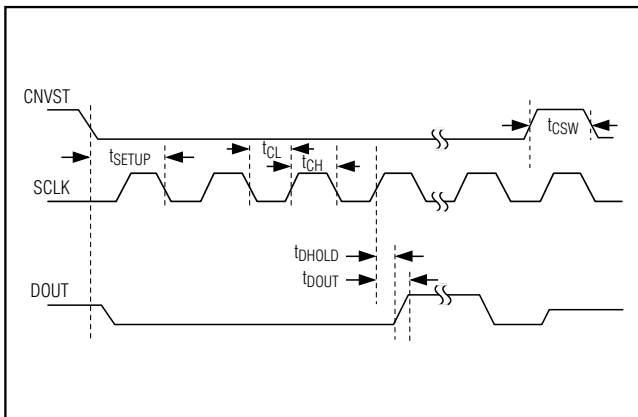 CNVST
tCSW
tSETUP
tCL
tCH
SCLK
tDHOLD
tDOUT
DOUT